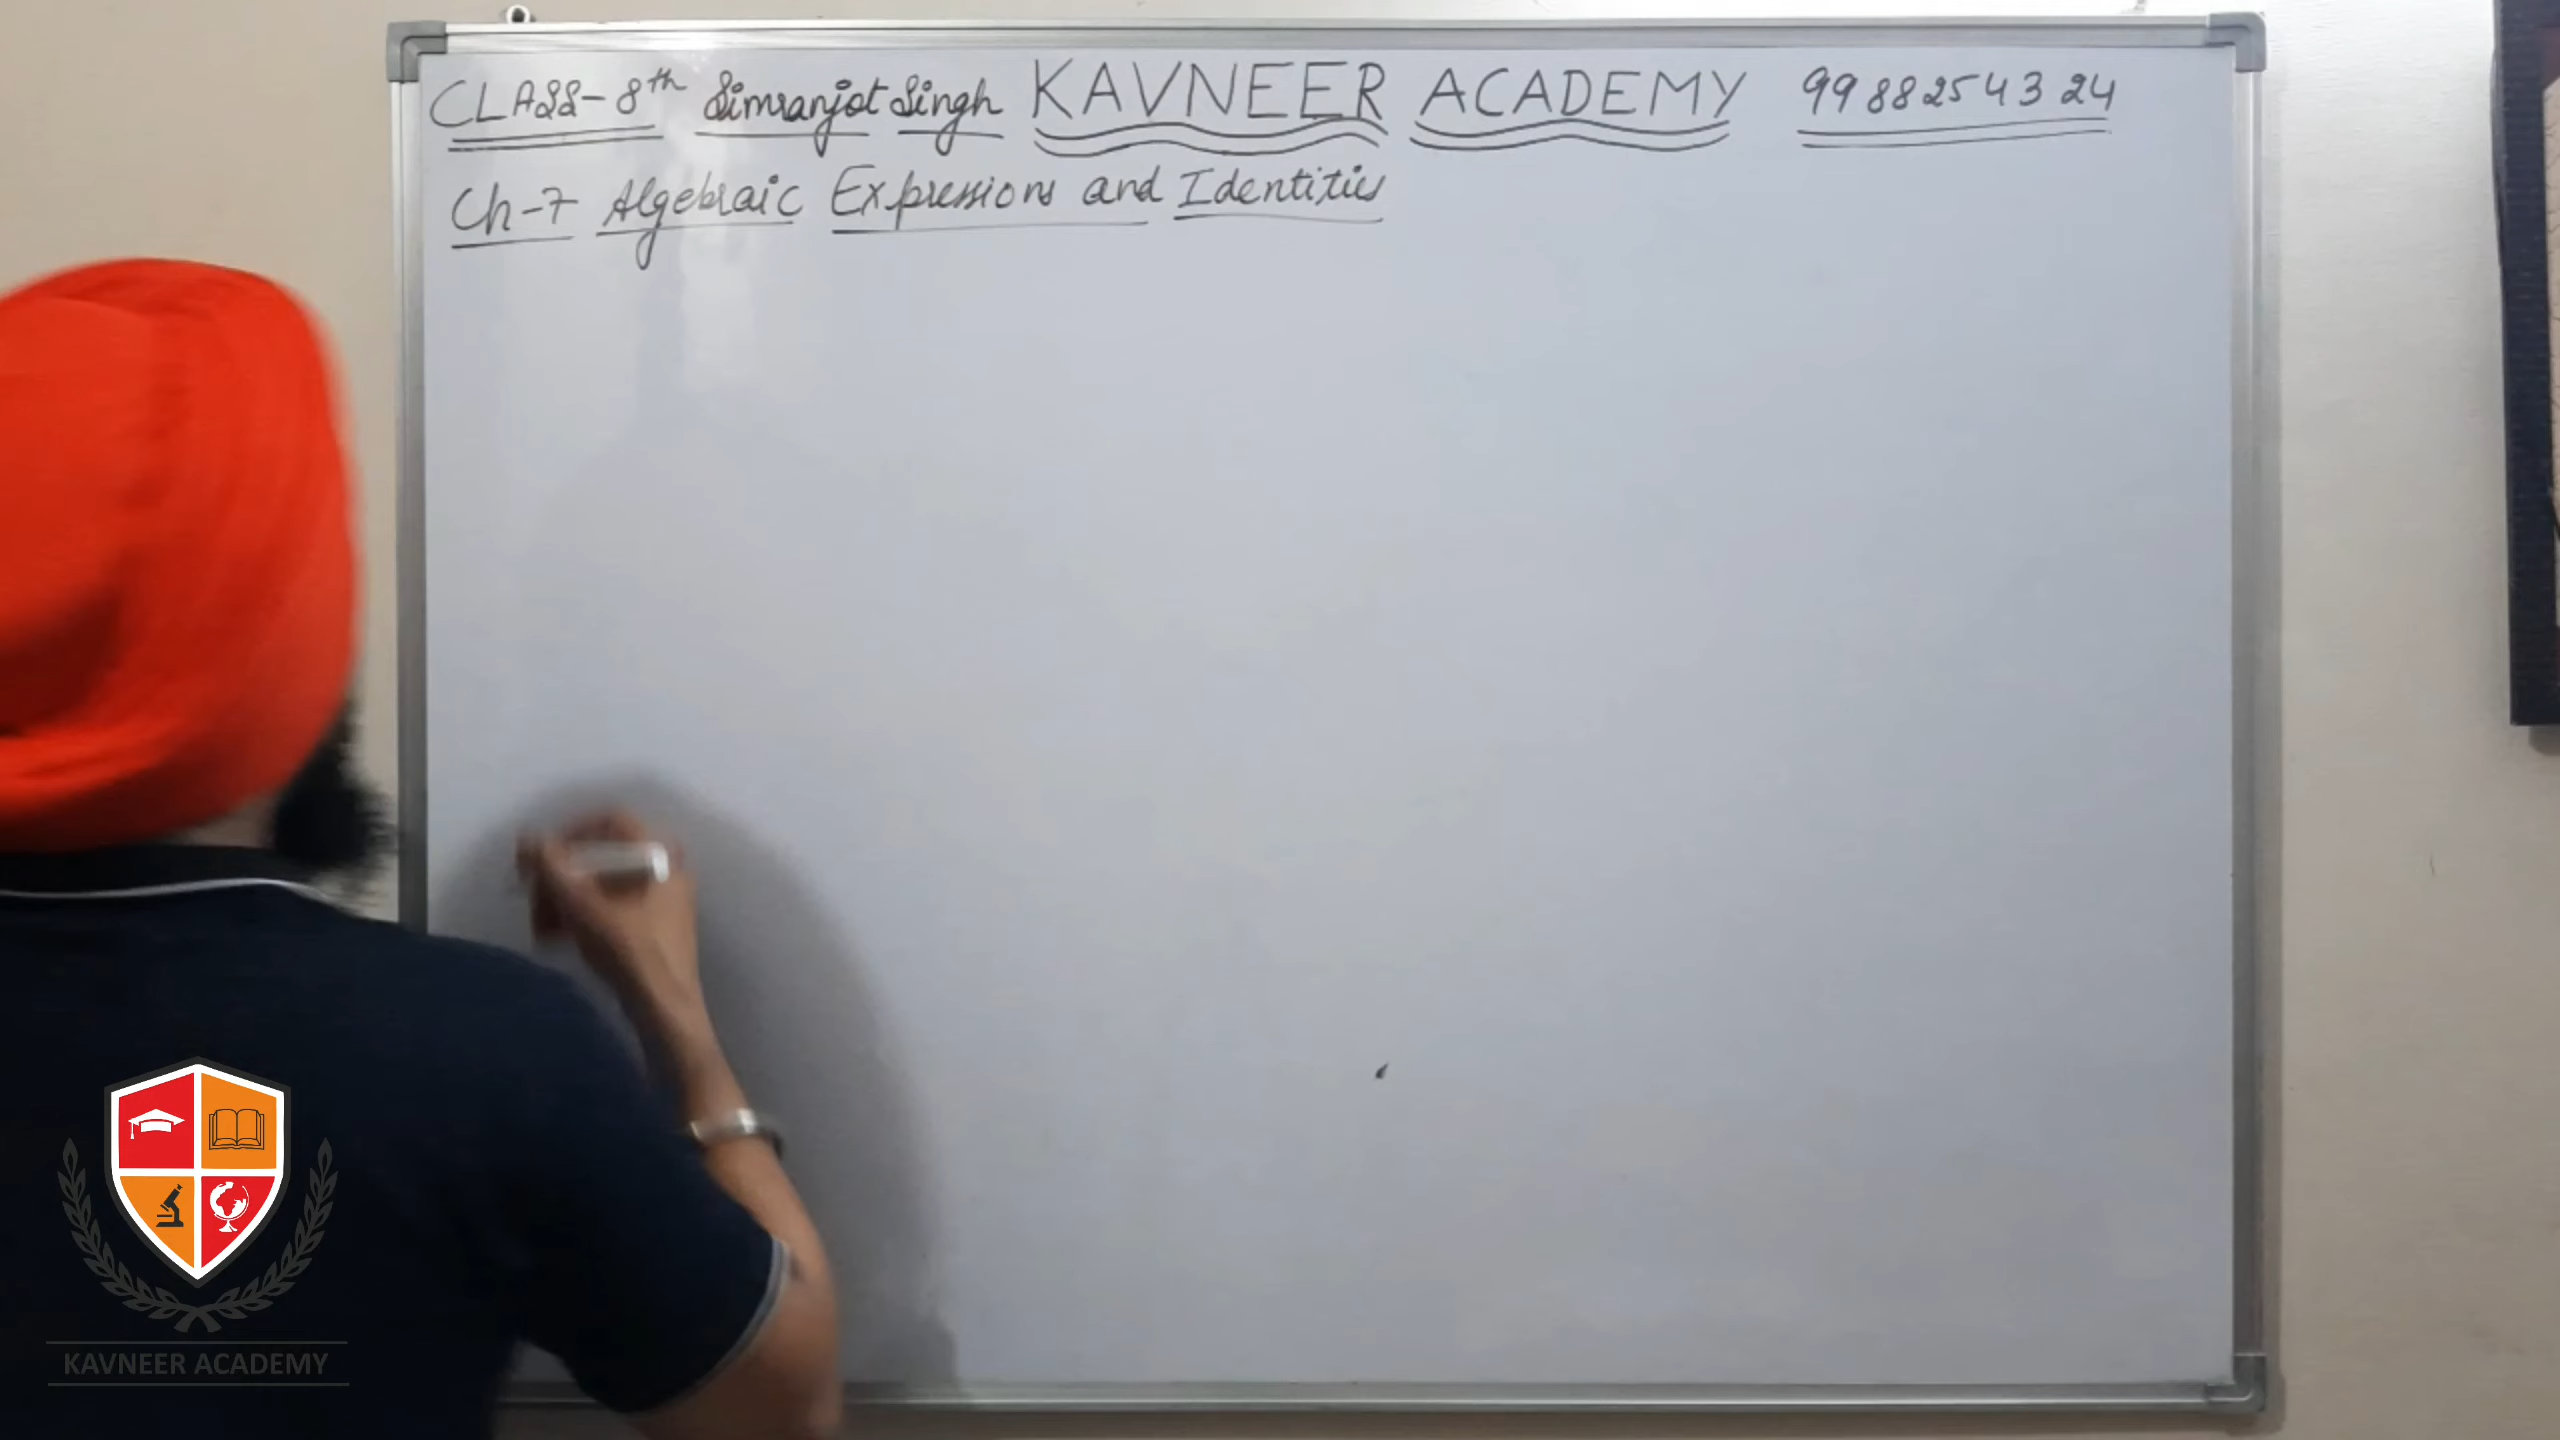 CLASS-8th Simranjot Singh KAVNEER ACADEMY 9988254324
Ch-7 Algebraic Expressions and Identities
KAVNEER ACADEMY